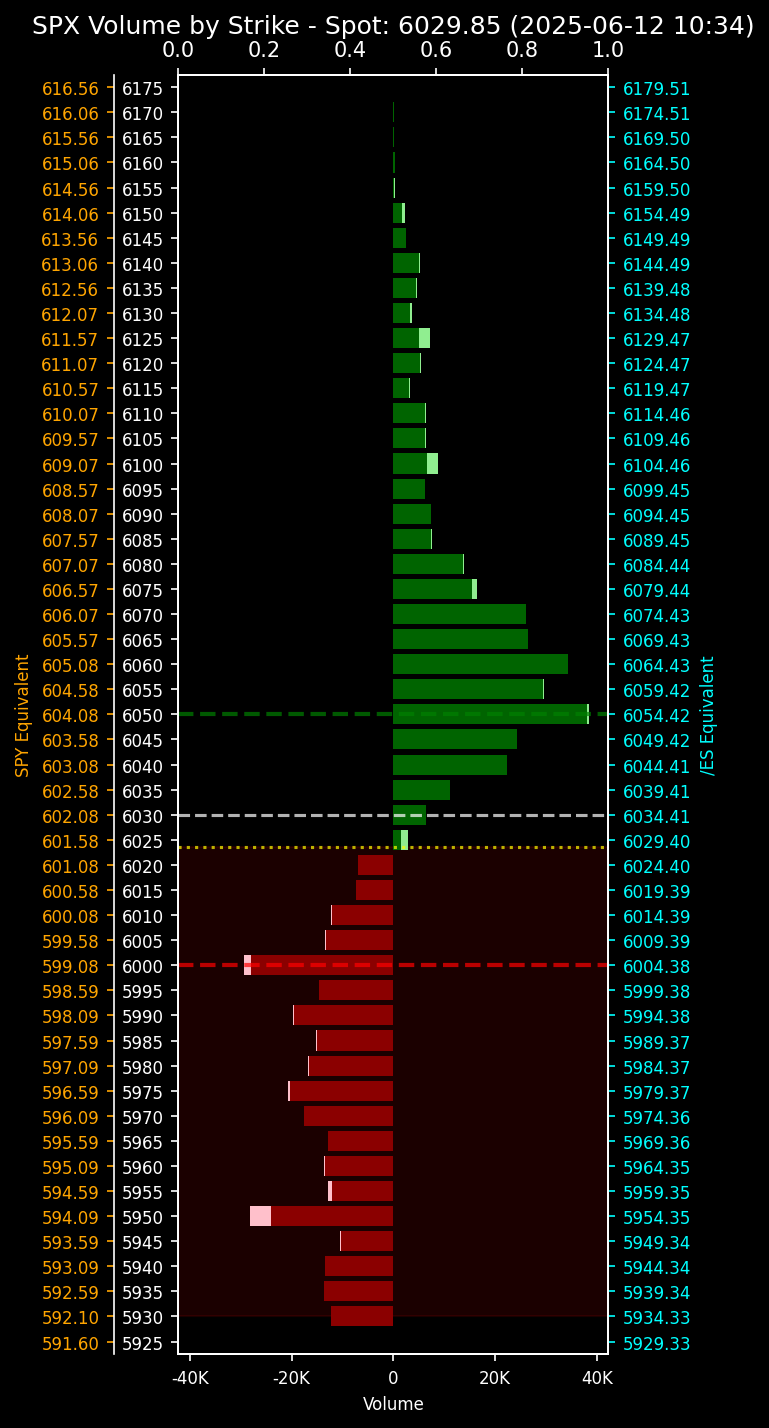 SPX Volume by Strike - Spot: 6029.85 (2025-06-12 10:34)
0.0 0.2 0.4 0.6 0.8 1.0
616.56 6175 6179.51
616.06 6170 6174.51
615.56 6165 6169.50
615.06 6160 6164.50
614.56 6155 6159.50
614.06 6150 6154.49
613.56 6145 6149.49
613.06 6140 6144.49
612.56 6135 6139.48
612.07 6130 6134.48
611.57 6125 6129.47
611.07 6120 6124.47
610.57 6115 6119.47
610.07 6110 6114.46
609.57 6105 6109.46
609.07 6100 6104.46
608.57 6095 6099.45
608.07 6090 6094.45
607.57 6085 6089.45
607.07 6080 6084.44
606.57 6075 6079.44
606.07 6070 6074.43
605.57 6065 6069.43
605.08 6060 6064.43
604.58 6055 6059.42
604.08 6050 6054.42
603.58 6045 6049.42
603.08 6040 6044.41
602.58 6035 6039.41
602.08 6030 6034.41
601.58 6025 6029.40
601.08 6020 6024.40
600.58 6015 6019.39
600.08 6010 6014.39
599.58 6005 6009.39
599.08 6000 6004.38
598.59 5995 5999.38
598.09 5990 5994.38
597.59 5985 5989.37
597.09 5980 5984.37
596.59 5975 5979.37
596.09 5970 5974.36
595.59 5965 5969.36
595.09 5960 5964.35
594.59 5955 5959.35
594.09 5950 5954.35
593.59 5945 5949.34
593.09 5940 5944.34
592.59 5935 5939.34
592.10 5930 5934.33
591.60 5925 5929.33
SPY Equivalent
/ES Equivalent
-40K -20K 0 20K 40K
Volume